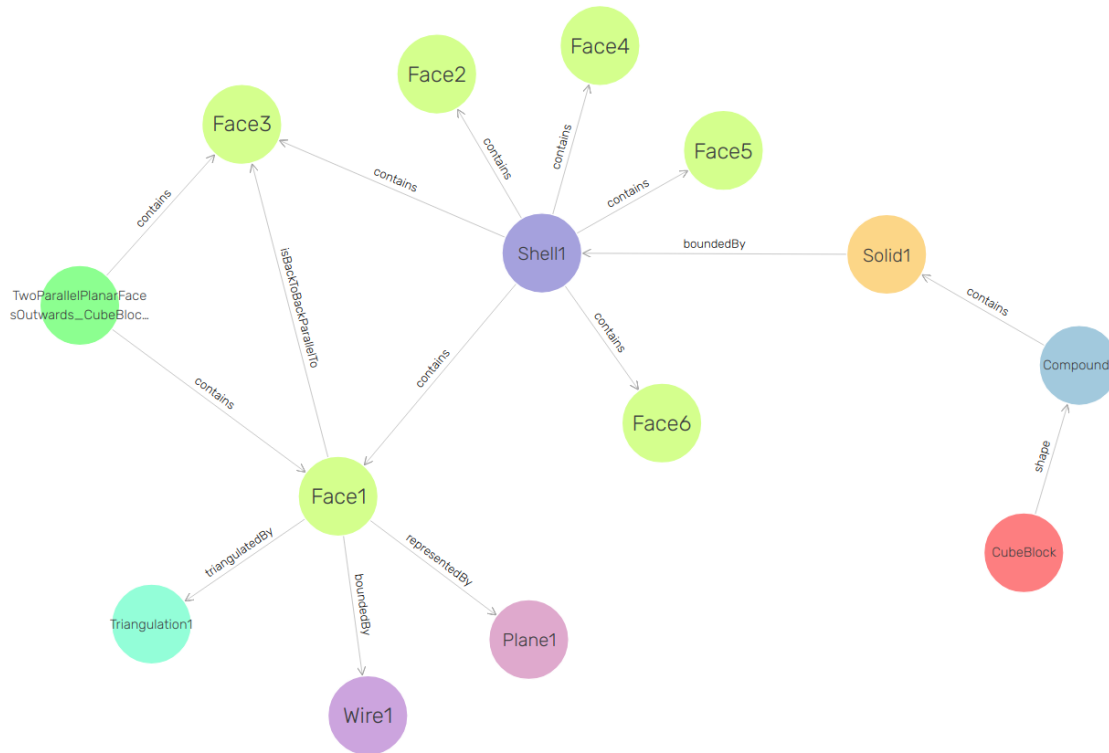 Face4
Face2
Face3
contains
contains
Face5
contains
contains
contains
contains
Shell1
boundedBy
Solid1
isBackToBackParallelTo
TwoParallelPlanarFace
sOutwards_CubeBloc...
contains
contains
contains
contains
Compound
Face6
shape
Face1
triangulatedBy
representedBy
CubeBlock
boundedBy
Triangulation1
Plane1
Wire1